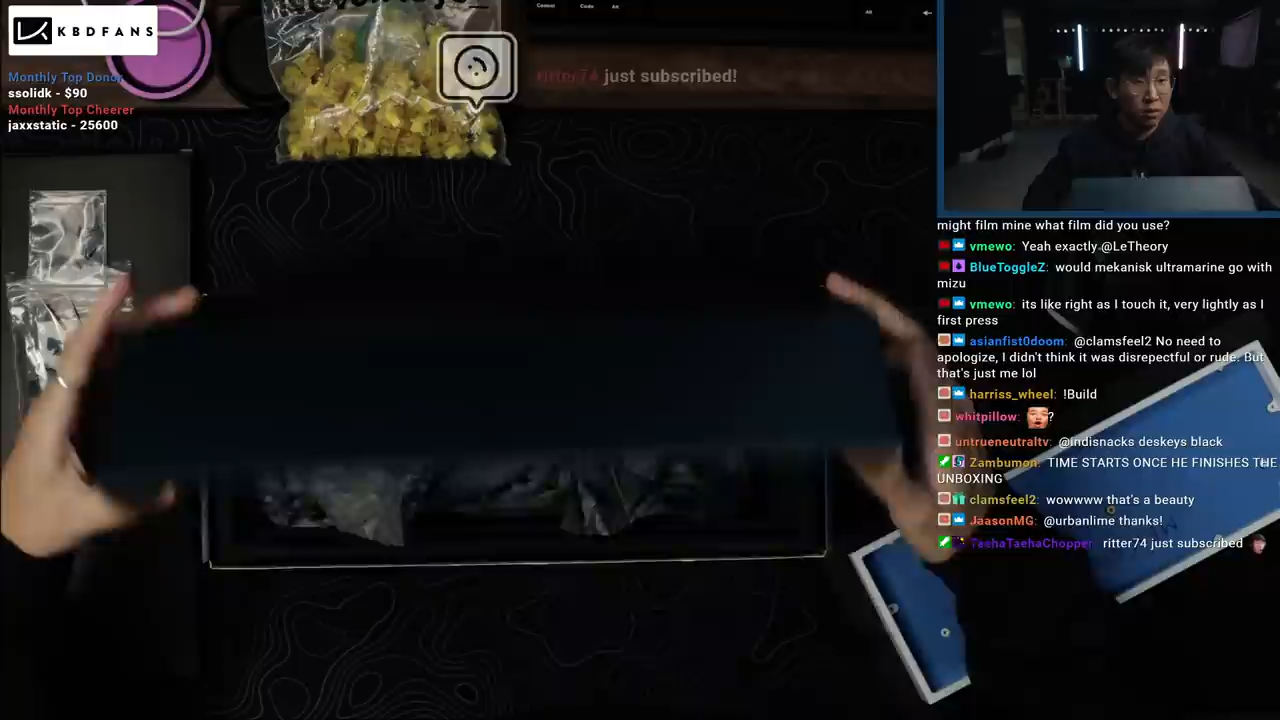 KBDFANS
Monthly Top Donor
ssolidk - $90
Monthly Top Cheerer
jaxxstatic - 25600
ritter74 just subscribed!
might film mine what film did you use?
vmewo: Yeah exactly @LeTheory
BlueToggleZ: would mekanisk ultramarine go with
mizu
vmewo: its like right as I touch it, very lightly as I
first press
asianfist0doom: @clamsfeel2 No need to
apologize, I didn't think it was disrepectful or rude. But
that's just me lol
harriss_wheel: !Build
whitpillow: ?
untrueneutraltv: @indisnacks deskeys black
Zambumon: TIME STARTS ONCE HE FINISHES THE
UNBOXING
clamsfeel2: wowwww that's a beauty
JaasonMG: @urbanlime thanks!
TeshaTaehaChopper ritter74 just subscribed